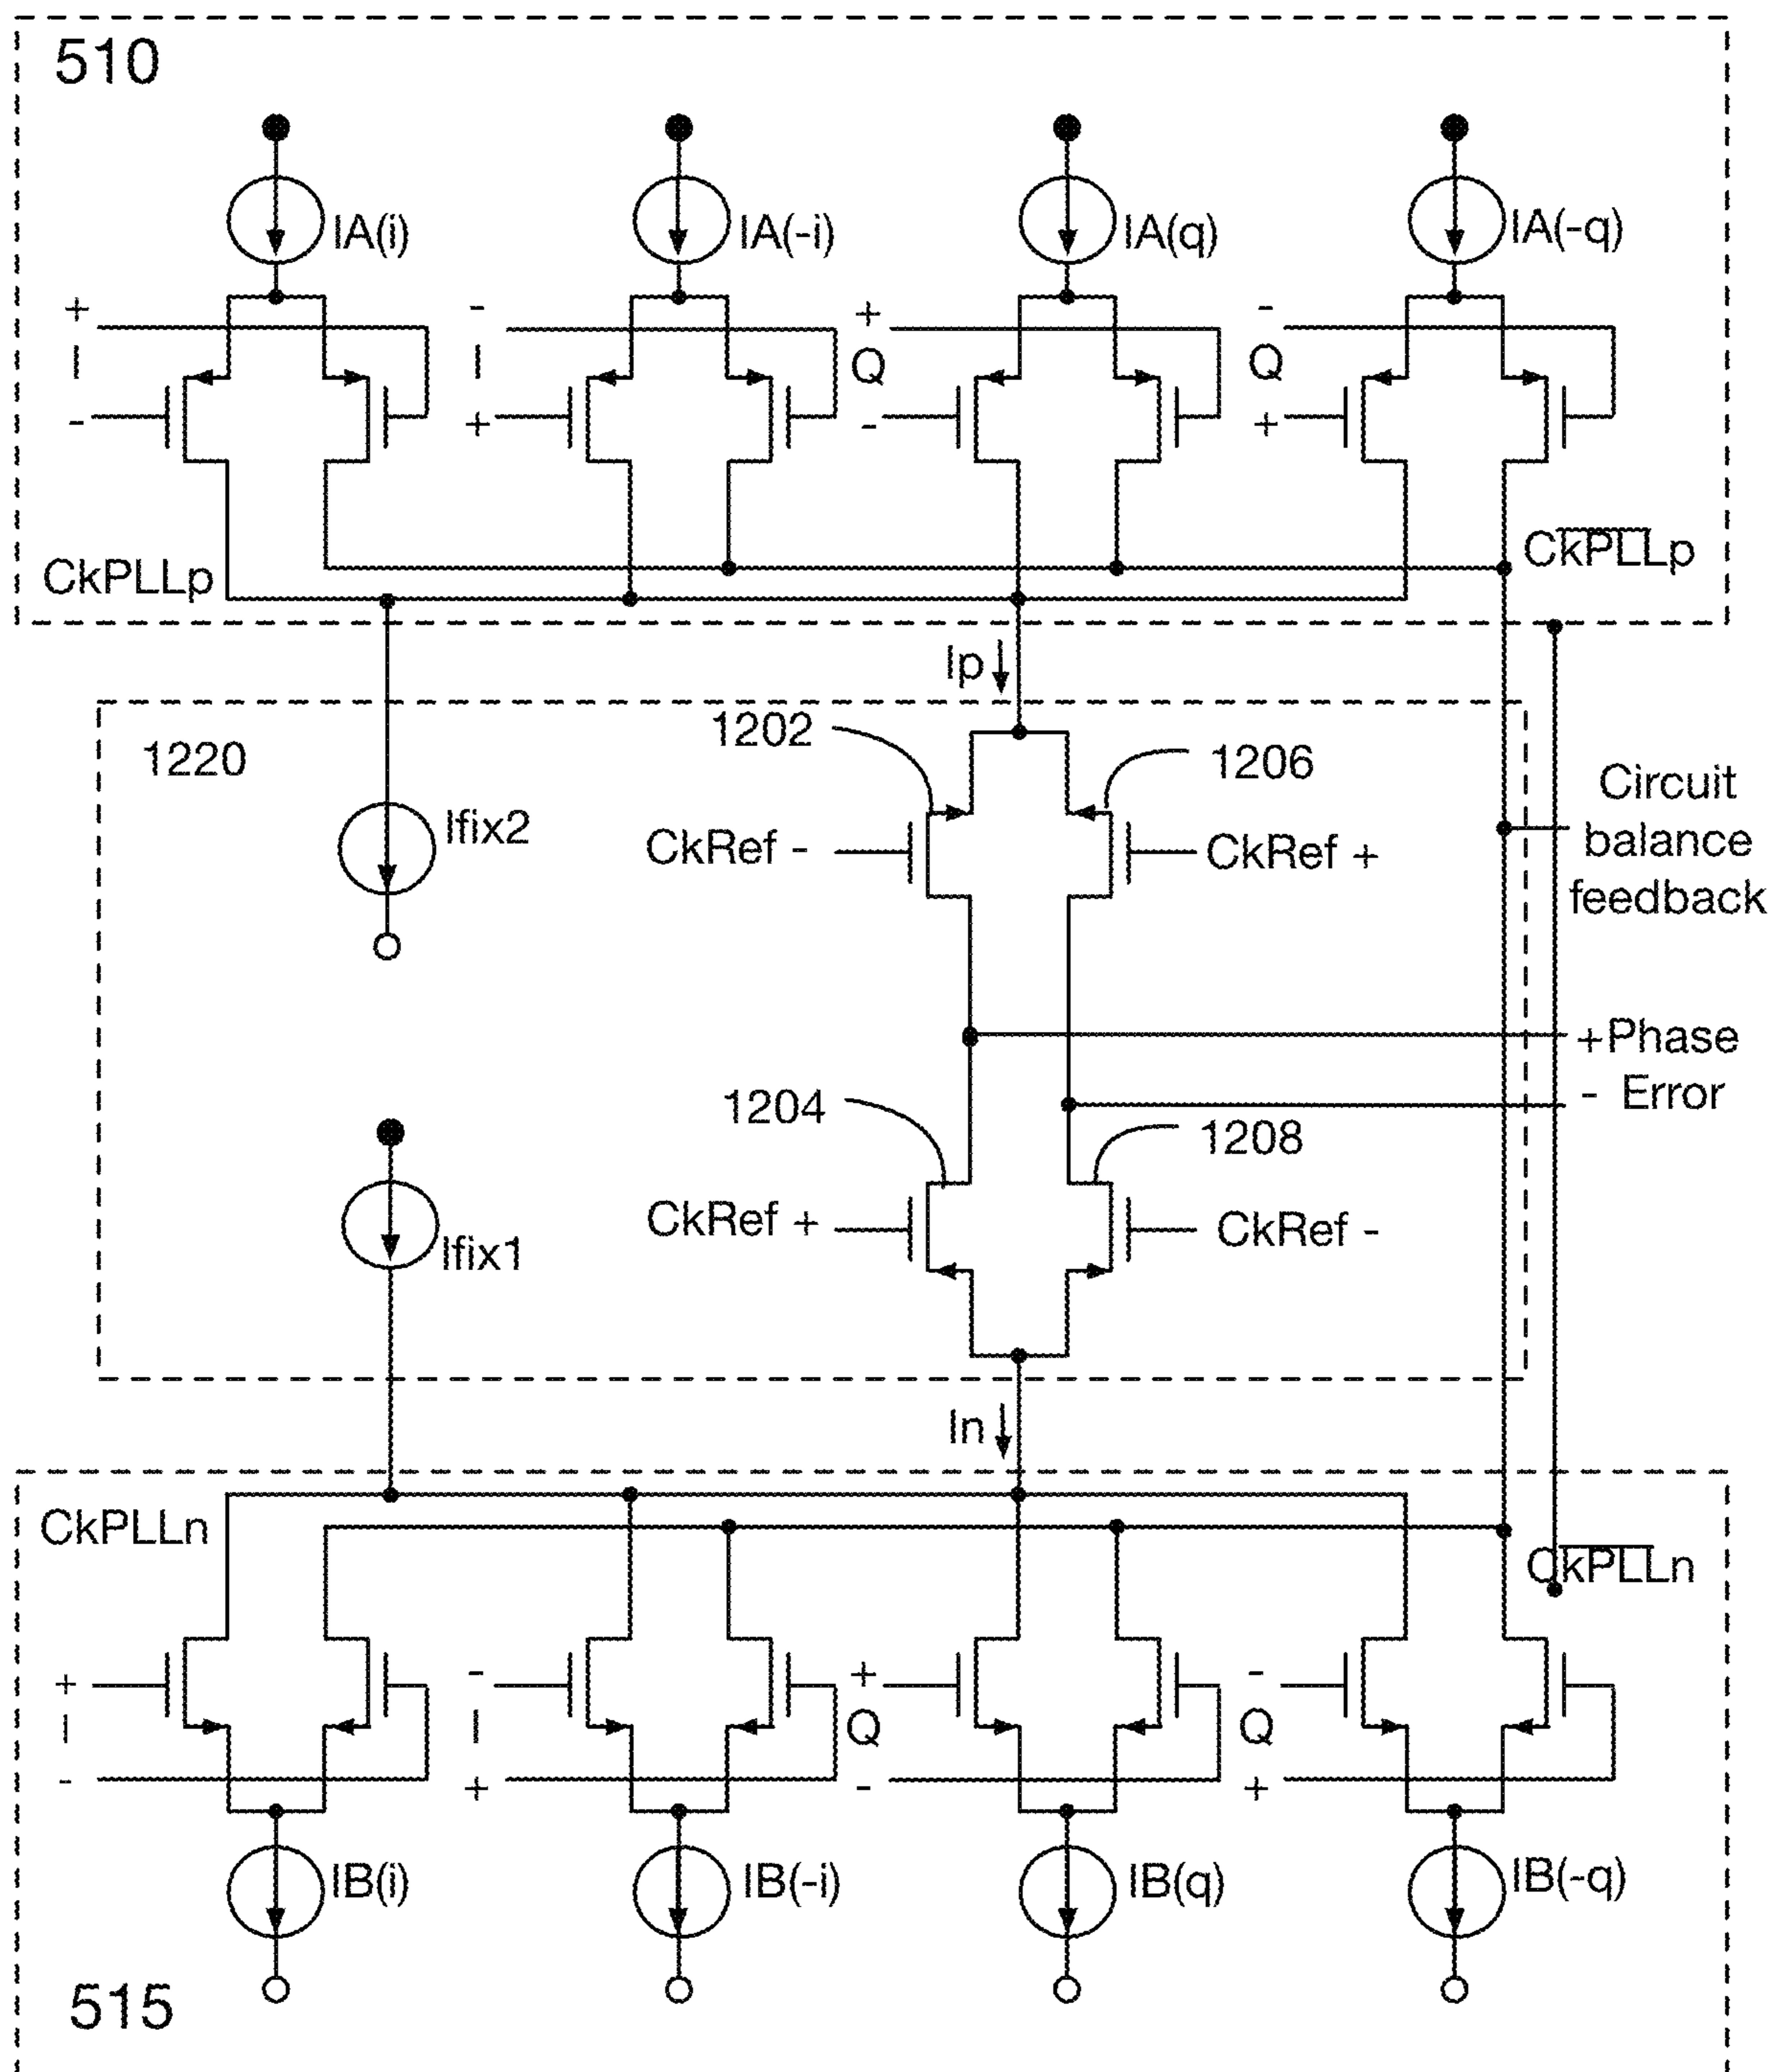 510
IA(i)
IA(-i)
IA(q)
IA(-q)
+
I
-
-
I
+
+
Q
-
-
Q
+
CkPLLp
CkPLLp
Ip
1220
1202
1206
Ifix2
CkRef -
CkRef +
Circuit
balance
feedback
+Phase
- Error
1204
1208
Ifix1
CkRef +
CkRef -
In
CkPLLn
CkPLLn
+
I
-
-
I
+
+
Q
-
-
Q
+
IB(i)
IB(-i)
IB(q)
IB(-q)
515